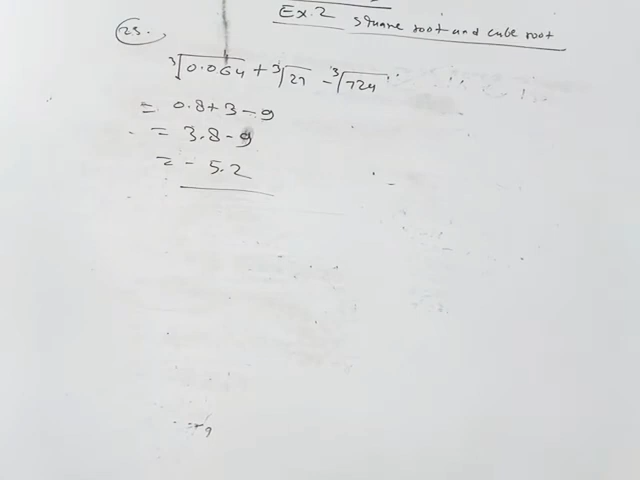 Ex.2 square root and cube root
25.
∛0.064 + ∛27 - ∛724
= 0.8+3-9
= 3.8-9
= - 5.2